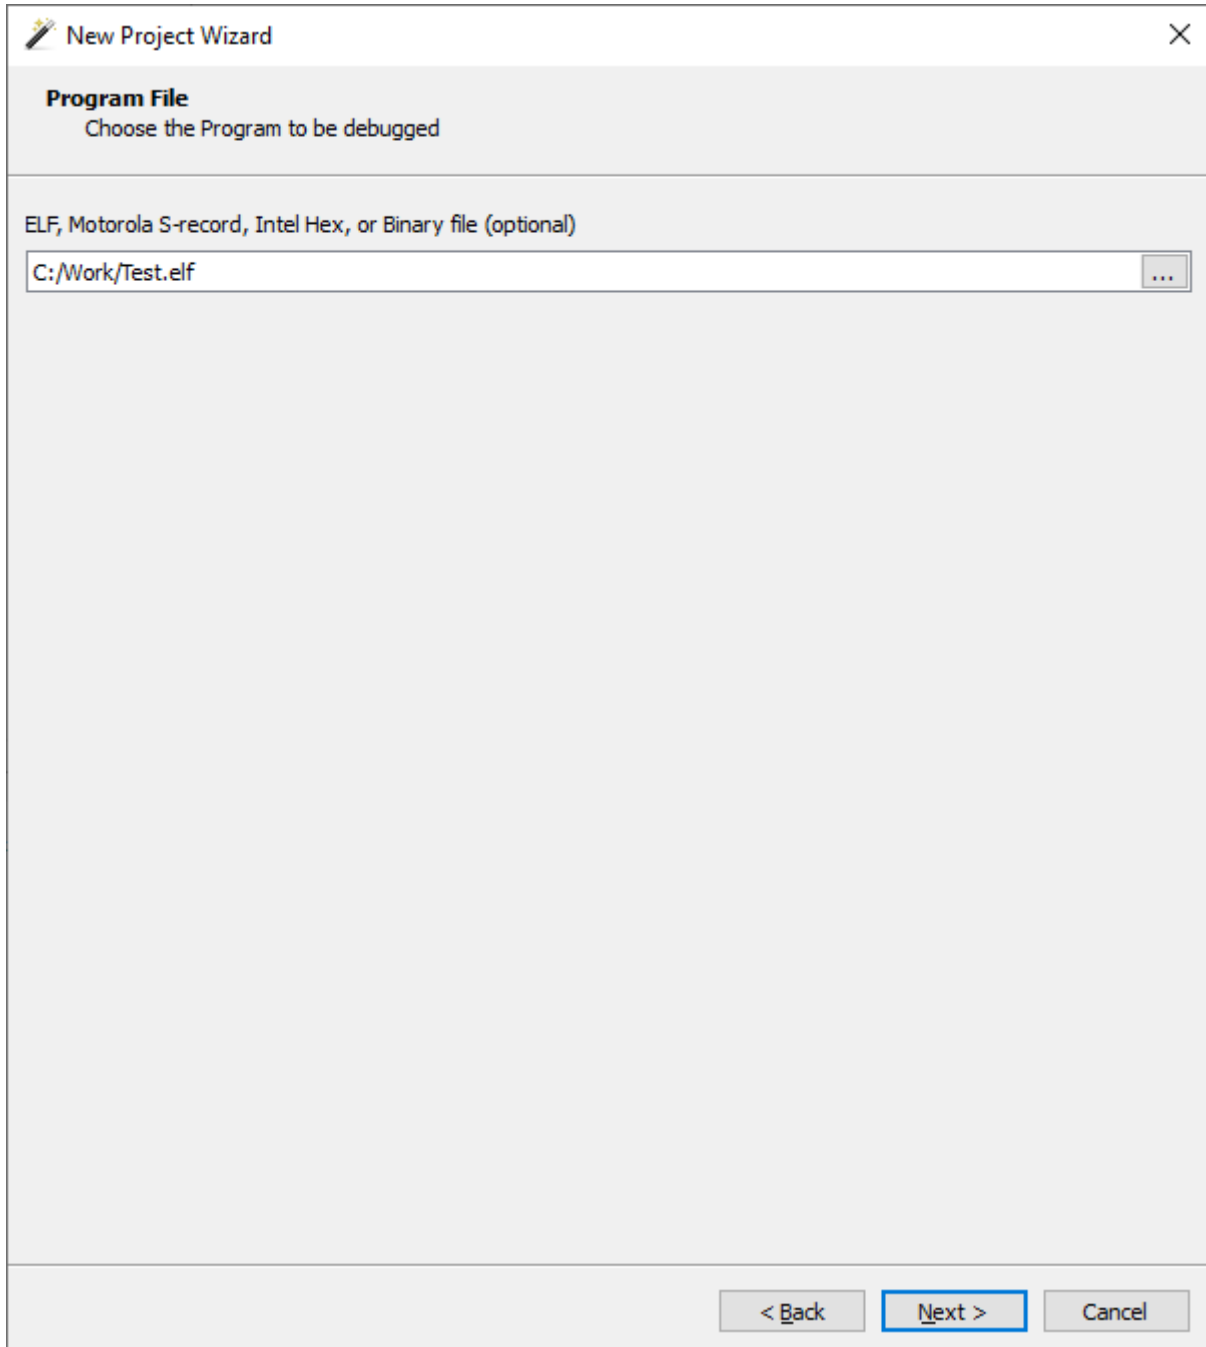 New Project Wizard
Program File
Choose the Program to be debugged
ELF, Motorola S-record, Intel Hex, or Binary file (optional)
C:/Work/Test.elf
...
< Back
Next >
Cancel